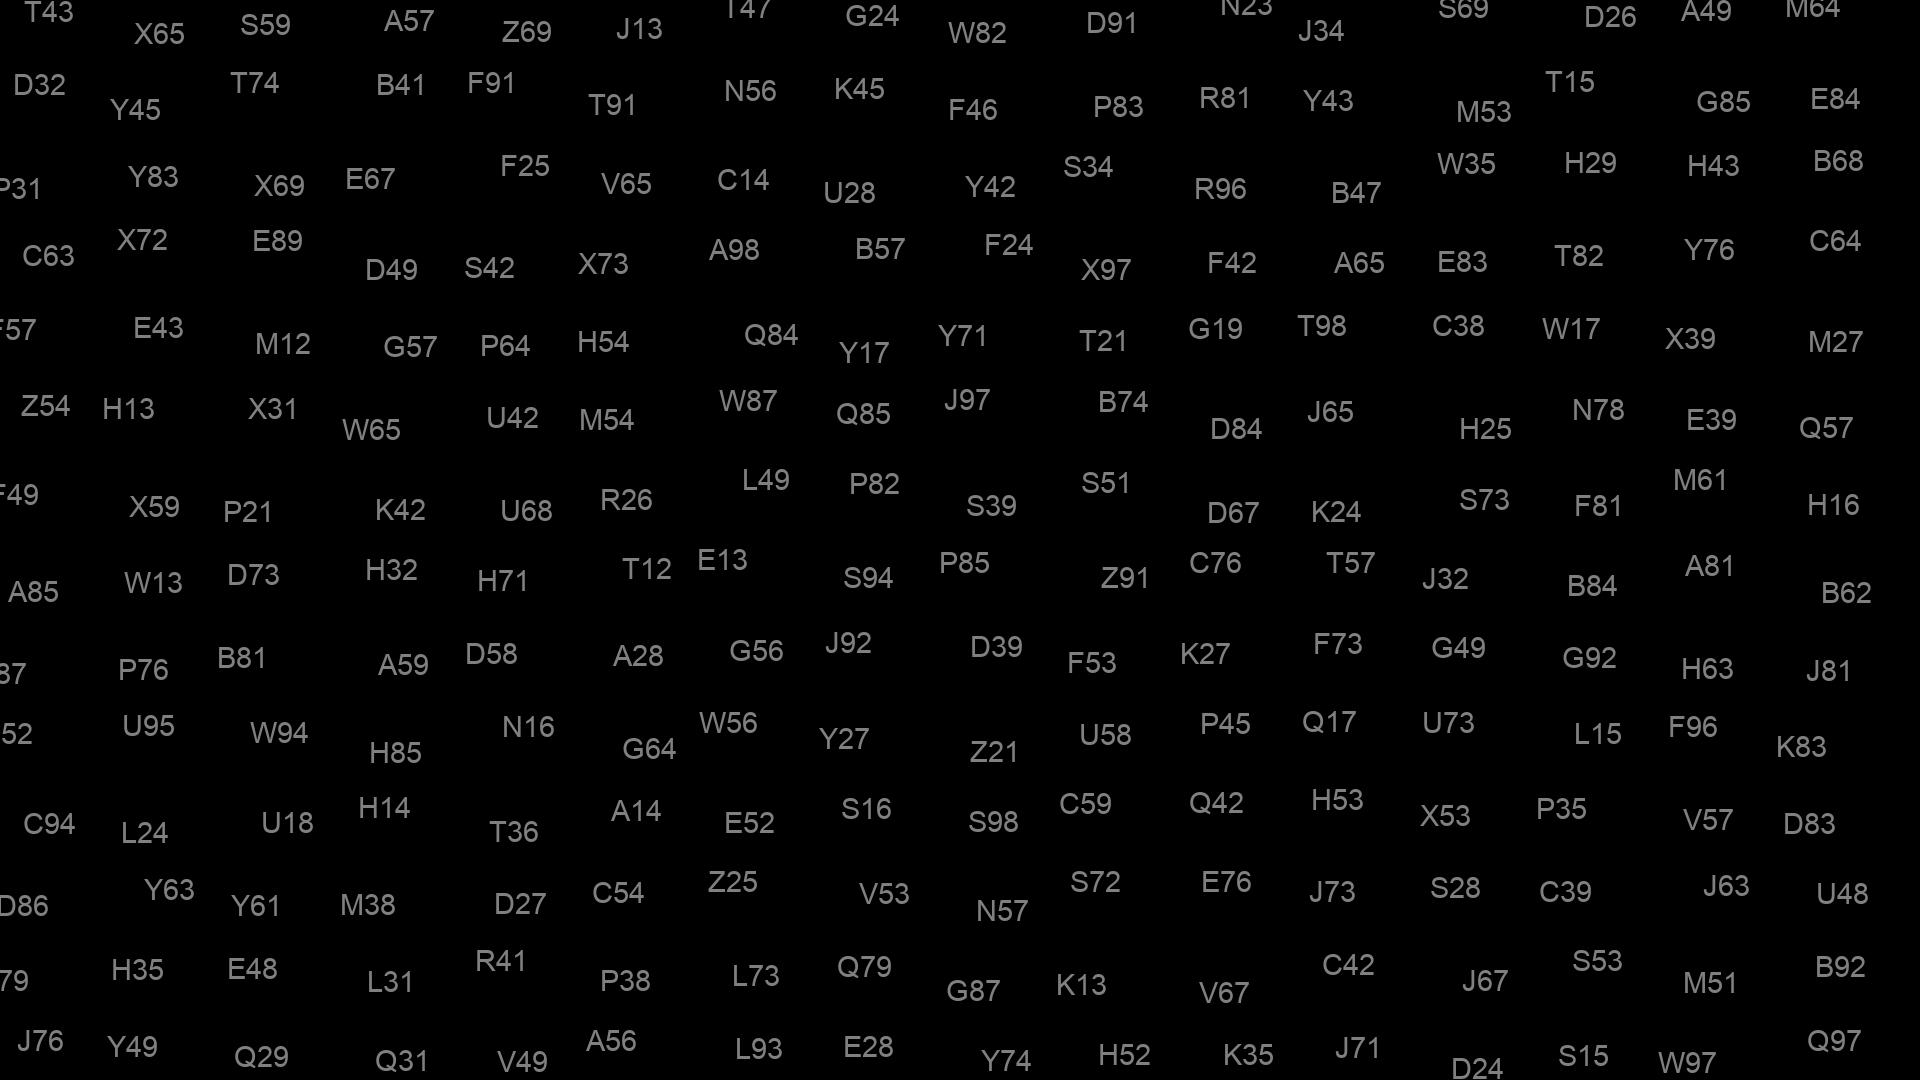 T43 X65 S59 A57 Z69 J13 T47 G24 W82 D91 N23 J34 S69 D26 A49 M64
D32 Y45 T74 B41 F91 T91 N56 K45 F46 P83 R81 Y43 M53 T15 G85 E84
P31 Y83 X69 E67 F25 V65 C14 U28 Y42 S34 R96 B47 W35 H29 H43 B68
C63 X72 E89 D49 S42 X73 A98 B57 F24 X97 F42 A65 E83 T82 Y76 C64
F57 E43 M12 G57 P64 H54 Q84 Y17 Y71 T21 G19 T98 C38 W17 X39 M27
Z54 H13 X31 W65 U42 M54 W87 Q85 J97 B74 D84 J65 H25 N78 E39 Q57
F49 X59 P21 K42 U68 R26 L49 P82 S39 S51 D67 K24 S73 F81 M61 H16
A85 W13 D73 H32 H71 T12 E13 S94 P85 Z91 C76 T57 J32 B84 A81 B62
87 P76 B81 A59 D58 A28 G56 J92 D39 F53 K27 F73 G49 G92 H63 J81
52 U95 W94 H85 N16 G64 W56 Y27 Z21 U58 P45 Q17 U73 L15 F96 K83
C94 L24 U18 H14 T36 A14 E52 S16 S98 C59 Q42 H53 X53 P35 V57 D83
D86 Y63 Y61 M38 D27 C54 Z25 V53 N57 S72 E76 J73 S28 C39 J63 U48
79 H35 E48 L31 R41 P38 L73 Q79 G87 K13 V67 C42 J67 S53 M51 B92
J76 Y49 Q29 Q31 V49 A56 L93 E28 Y74 H52 K35 J71 D24 S15 W97 Q97